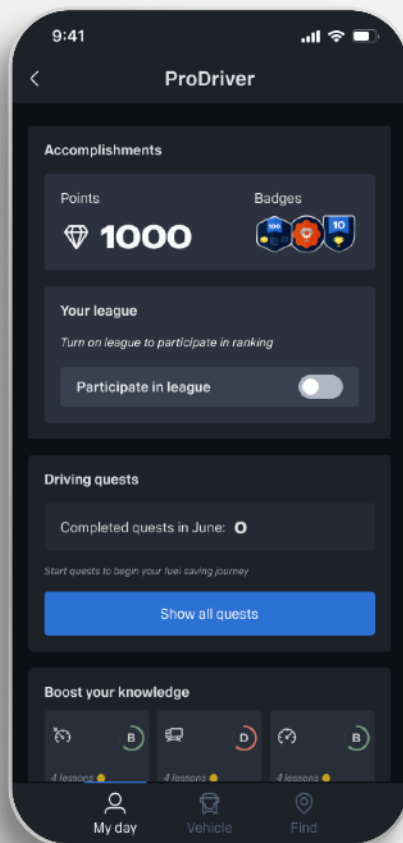 9:41
ProDriver
Accomplishments
Points
Badges
1000
100
10
Your league
Turn on league to participate in ranking
Participate in league
Driving quests
Completed quests in June: 0
Start quests to begin your fuel saving journey
Show all quests
Boost your knowledge
B
D
B
4 lessons
4 lessons
4 lessons
My day
Vehicle
Find